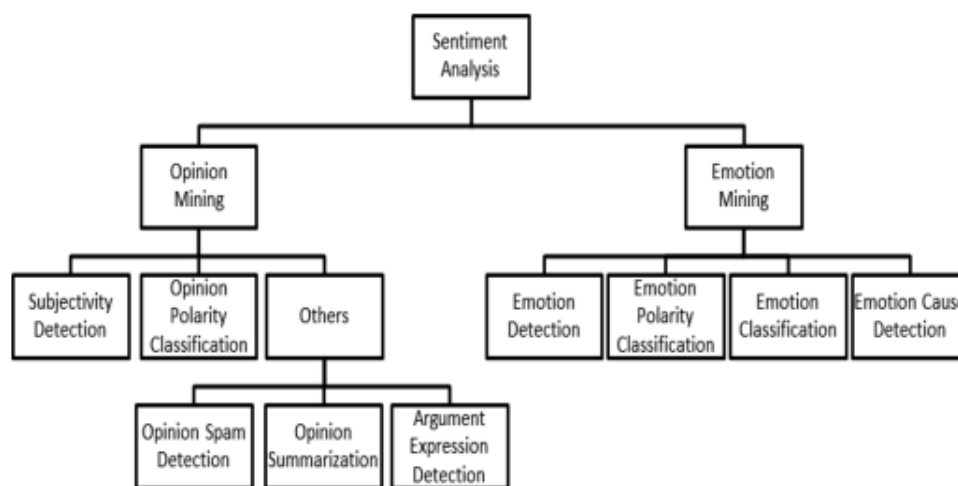 Sentiment
Analysis
Opinion
Mining
Emotion
Mining
Subjectivity
Detection
Opinion
Polarity
Classification
Others
Emotion
Detection
Emotion
Polarity
Classification
Emotion
Classification
Emotion Cause
Detection
Opinion Spam
Detection
Opinion
Summarization
Argument
Expression
Detection